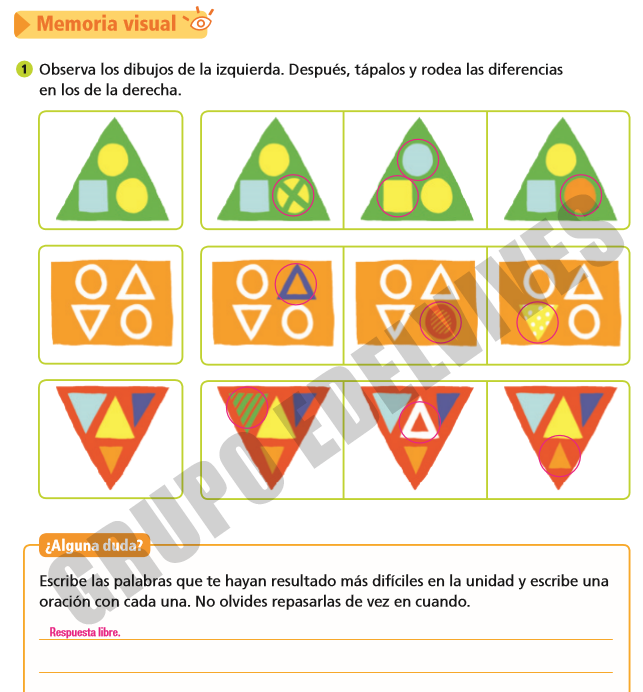 Memoria visual
1 Observa los dibujos de la izquierda. Después, tápalos y rodea las diferencias
en los de la derecha.
GRUPO EDELVIVES
¿Alguna duda?
Escribe las palabras que te hayan resultado más difíciles en la unidad y escribe una
oración con cada una. No olvides repasarlas de vez en cuando.
Respuesta libre.